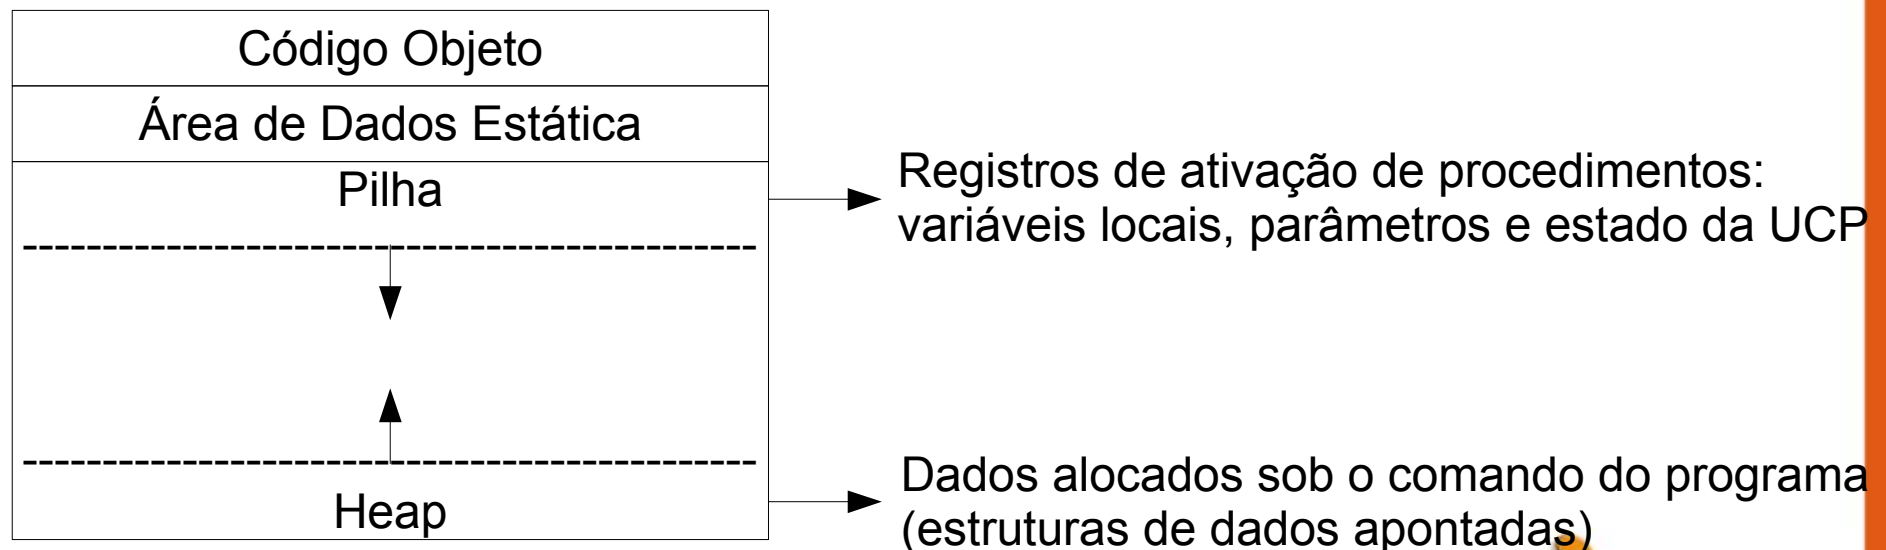 Código Objeto
Área de Dados Estática
Pilha
Registros de ativação de procedimentos:
variáveis locais, parâmetros e estado da UCP
Heap
Dados alocados sob o comando do programa
(estruturas de dados apontadas)